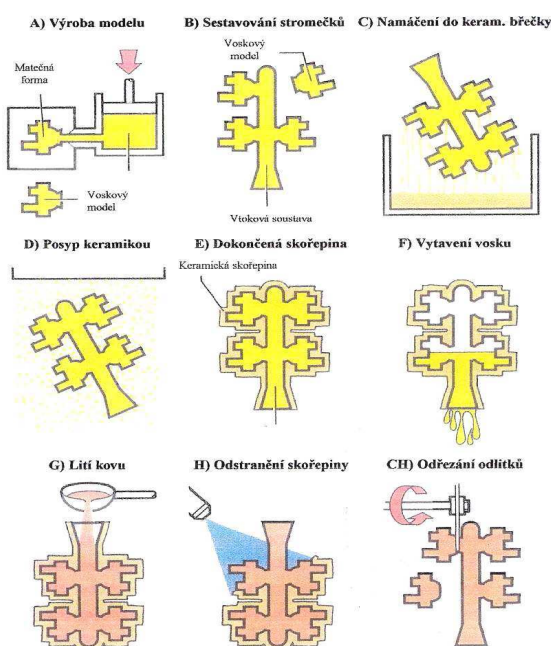 A) Výroba modelu
B) Sestavování stromečků
C) Namáčení do keram. břečky
Matečná
forma
Voskový
model
Voskový
model
Vtoková soustava
D) Posyp keramikou
E) Dokončená skořepina
F) Vytavení vosku
Keramická skořepina
G) Lití kovu
H) Odstranění skořepiny
CH) Odřezání odlitků